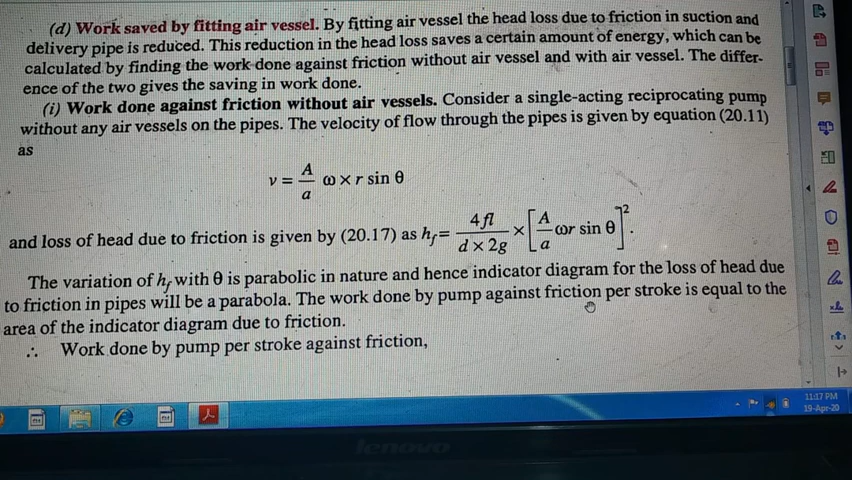 (d) Work saved by fitting air vessel. By fitting air vessel the head loss due to friction in suction and
delivery pipe is reduced. This reduction in the head loss saves a certain amount of energy, which can be
calculated by finding the work done against friction without air vessel and with air vessel. The differ-
ence of the two gives the saving in work done.
(i) Work done against friction without air vessels. Consider a single-acting reciprocating pump
without any air vessels on the pipes. The velocity of flow through the pipes is given by equation (20.11)
as
v = A/a ω × r sin θ
and loss of head due to friction is given by (20.17) as h_f = 4fl/(d × 2g) × [A/a ωr sin θ]².
The variation of h_f with θ is parabolic in nature and hence indicator diagram for the loss of head due
to friction in pipes will be a parabola. The work done by pump against friction per stroke is equal to the
area of the indicator diagram due to friction.
∴ Work done by pump per stroke against friction,
11:17 PM
19-Apr-20
lenovo